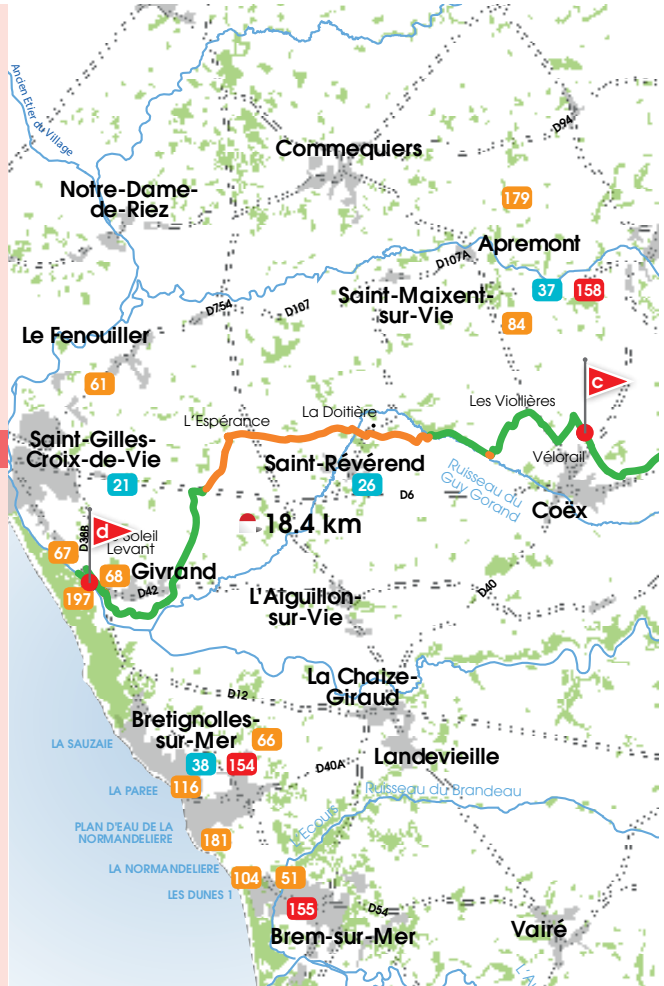 Ancien Etier du Village
Commequiers
D94
Notre-Dame-
de-Riez
179
Apremont
D107A
37
158
Saint-Maixent-
sur-Vie
D754
D107
84
Le Fenouiller
61
c
Les Viollières
La Doitière
L'Espérance
Saint-Gilles-
Croix-de-Vie
21
Saint-Révérend
26
D6
Vélorail
Ruisseau du
Guy Gorand
Coëx
18.4 km
d
D38B
Soleil
Levant
67
68
Givrand
197
D42
L'Aiguillon-
sur-Vie
D40
La Chaize-
Giraud
D12
Bretignolles-
sur-Mer
66
LA SAUZAIE
38
154
Landevieille
D40A
LA PAREE
116
Ruisseau du Brandeau
L'Ecours
PLAN D'EAU DE LA
NORMANDELIERE
181
LA NORMANDELIERE
104
51
LES DUNES 1
155
D54
Brem-sur-Mer
Vairé